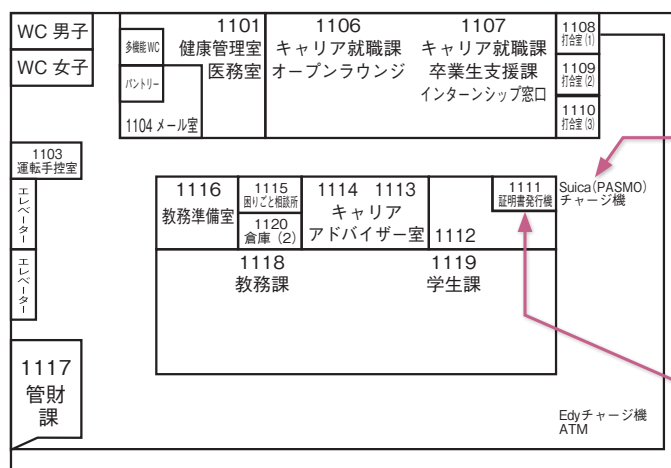 WC 男子
WC 女子
多機能WC
パントリー
1104 メール室
1101
健康管理室
医務室
1106
キャリア就職課
オープンラウンジ
1107
キャリア就職課
卒業生支援課
インターンシップ窓口
1108
打合室(1)
1109
打合室(2)
1110
打合室(3)
1103
運転手控室
エレベーター
エレベーター
1116
教務準備室
1115
困りごと相談所
1120
倉庫(2)
1114 1113
キャリア
アドバイザー室
1112
1111
証明書発行機
Suica(PASMO)
チャージ機
1118
教務課
1119
学生課
1117
管財
課
Edyチャージ機
ATM